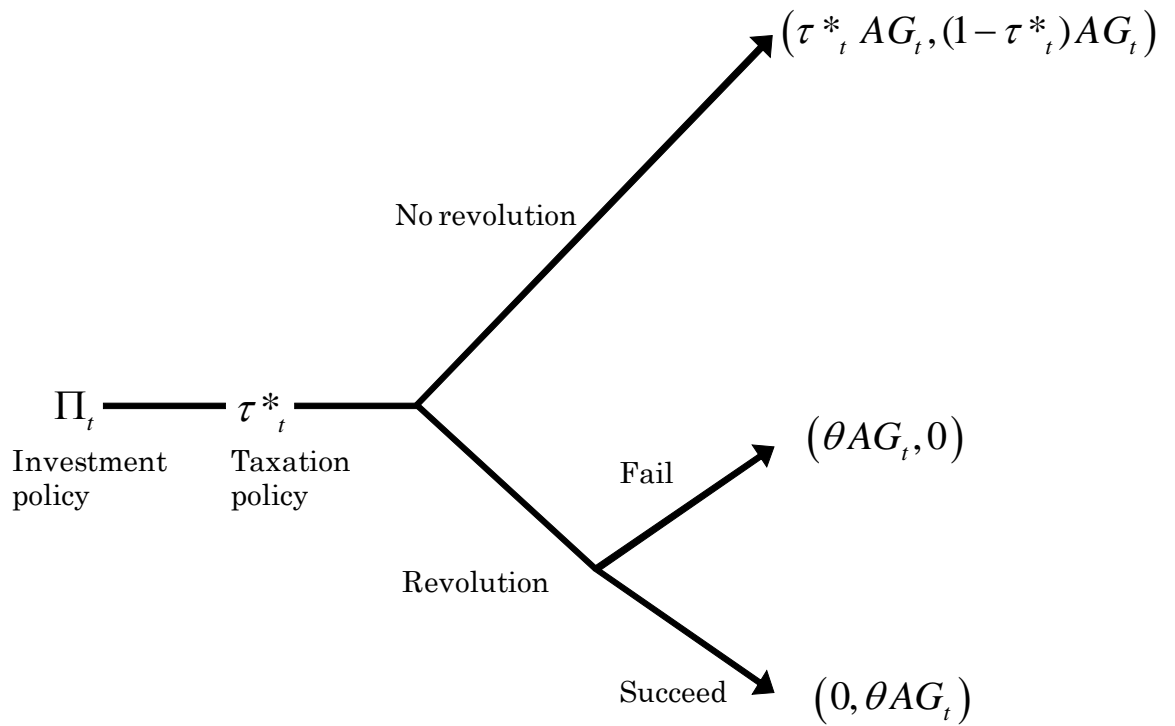 (τ*ₜ AGₜ, (1 − τ*ₜ)AGₜ)
No revolution
Πₜ
τ*ₜ
Investment
policy
Taxation
policy
(θAGₜ, 0)
Fail
Revolution
Succeed
(0, θAGₜ)